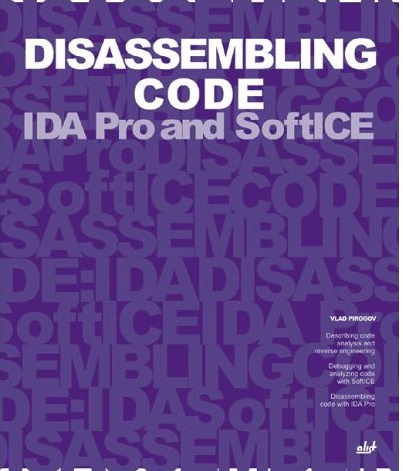 DISASSEMBLING
CODE
IDA Pro and SoftICE
VLAD PIROGOV
Describing code
analysis and
reverse engineering
Debugging and
analyzing code
with SoftICE
Disassembling
code with IDA Pro
alist